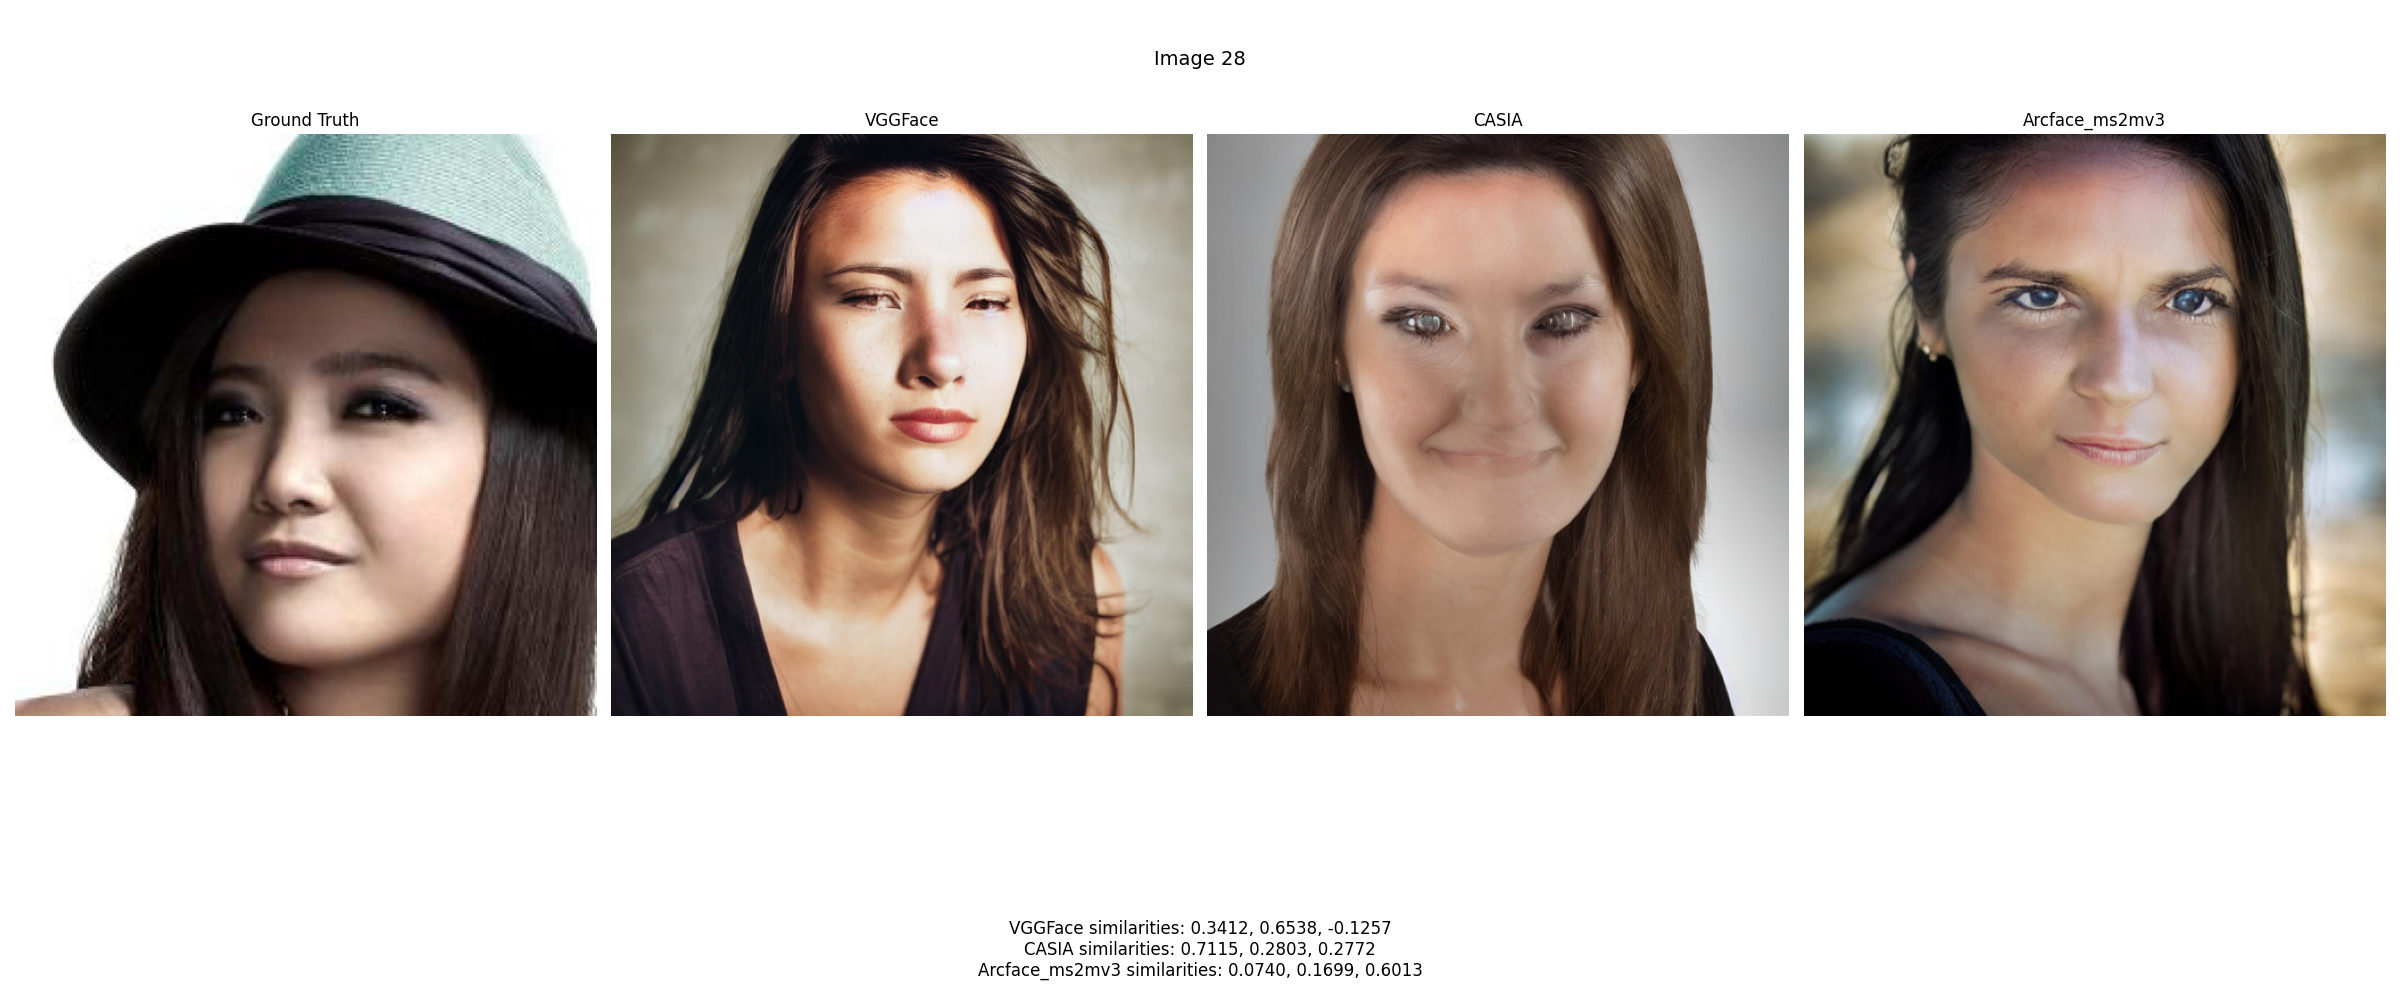 Image 28
Ground Truth
VGGFace
CASIA
Arcface_ms2mv3
VGGFace similarities: 0.3412, 0.6538, -0.1257
CASIA similarities: 0.7115, 0.2803, 0.2772
Arcface_ms2mv3 similarities: 0.0740, 0.1699, 0.6013